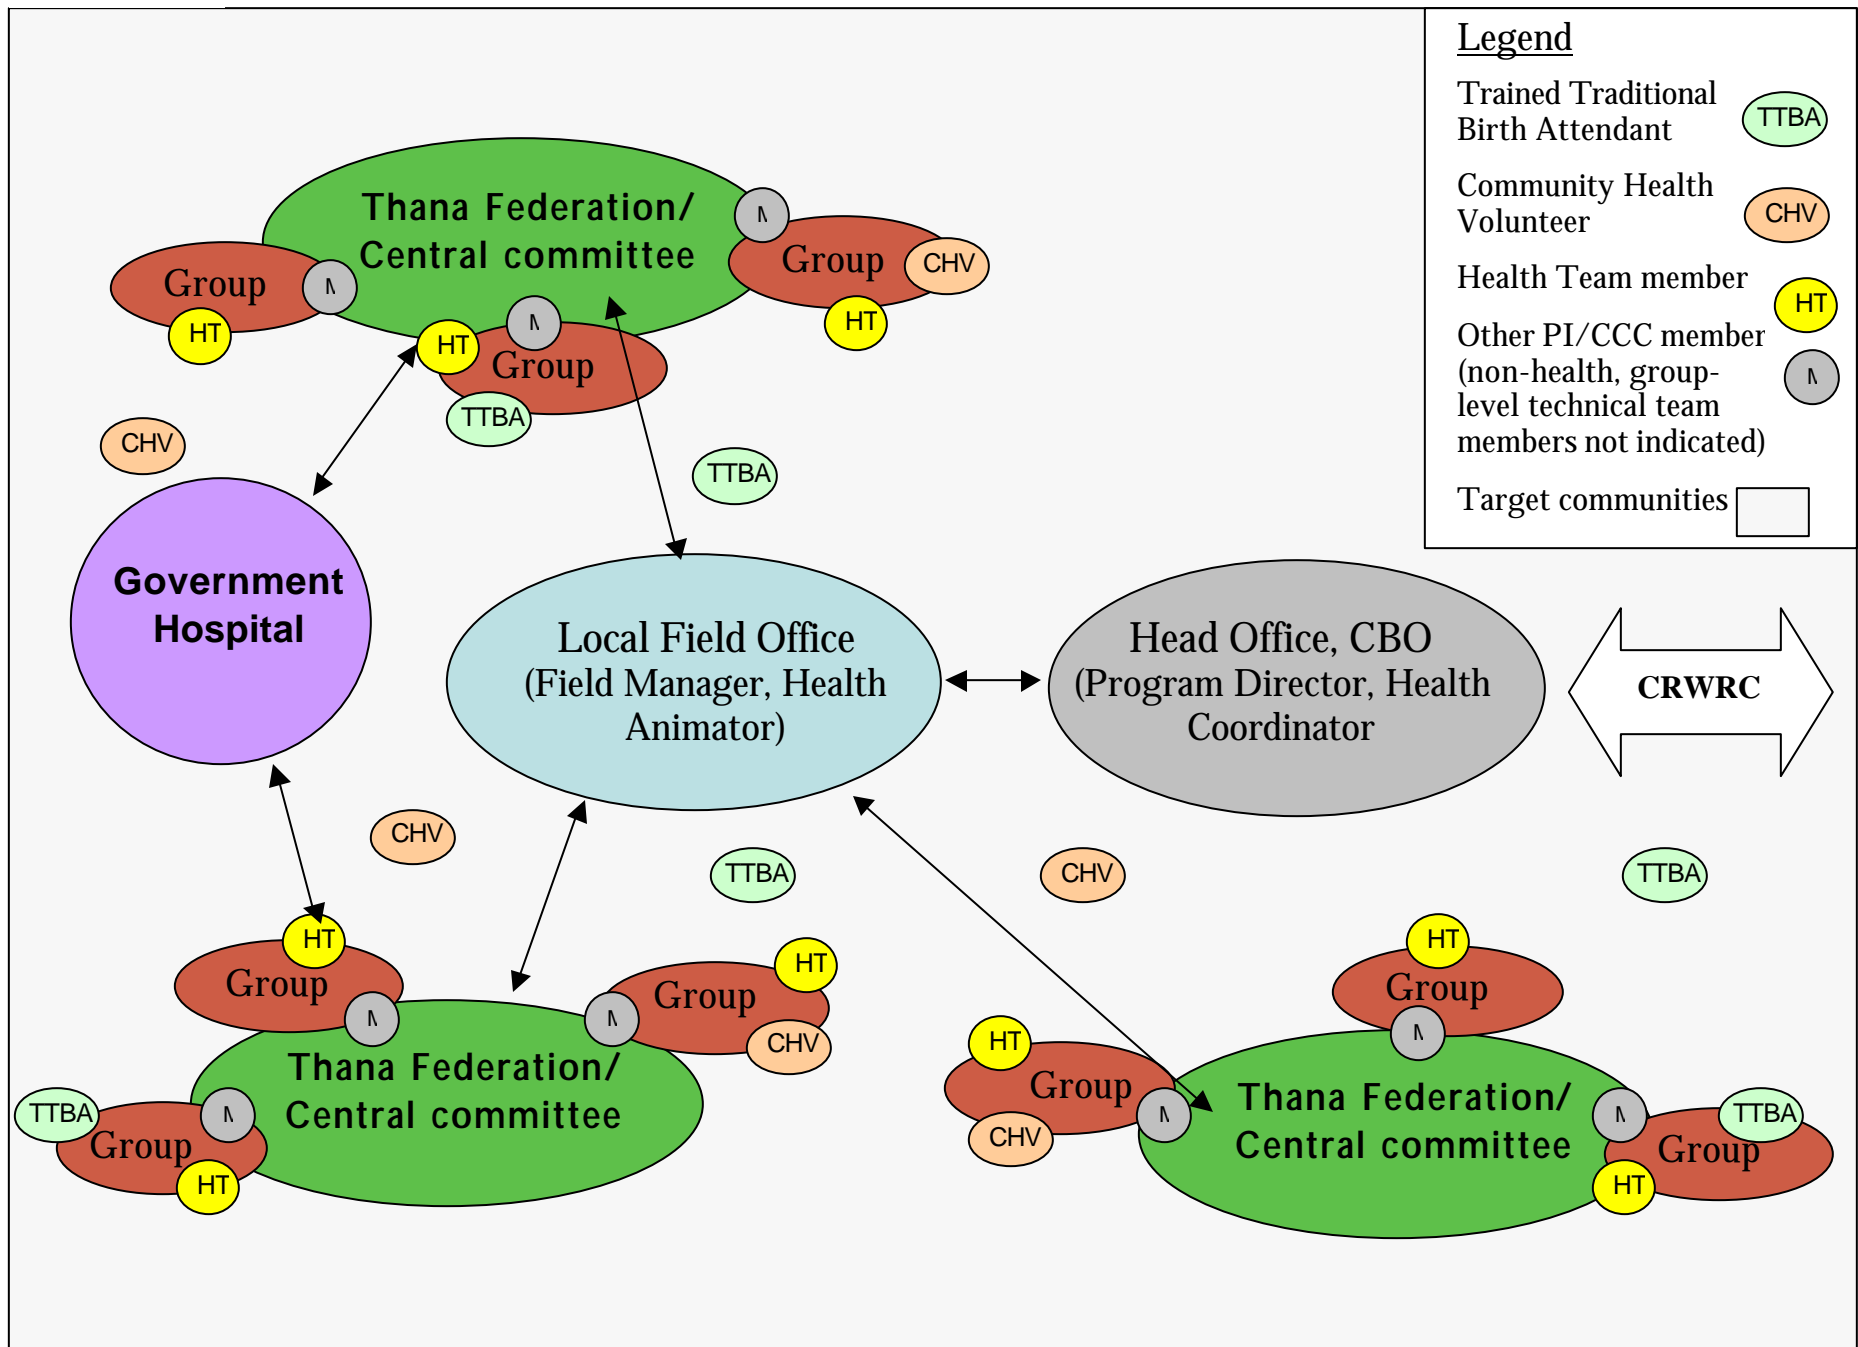 Legend
Trained Traditional
Birth Attendant
TTBA
Community Health
Volunteer
CHV
Health Team member
HT
Other PI/CCC member
(non-health, group-
level technical team
members not indicated)
Target communities
Thana Federation/
Central committee
Group
HT
Group
CHV
HT
HT
Group
TTBA
CHV
TTBA
Government
Hospital
Local Field Office
(Field Manager, Health
Animator)
Head Office, CBO
(Program Director, Health
Coordinator
CRWRC
CHV
TTBA
CHV
TTBA
HT
Group
HT
Group
CHV
Thana Federation/
Central committee
TTBA
Group
HT
HT
Group
HT
Group
CHV
Thana Federation/
Central committee
TTBA
Group
HT